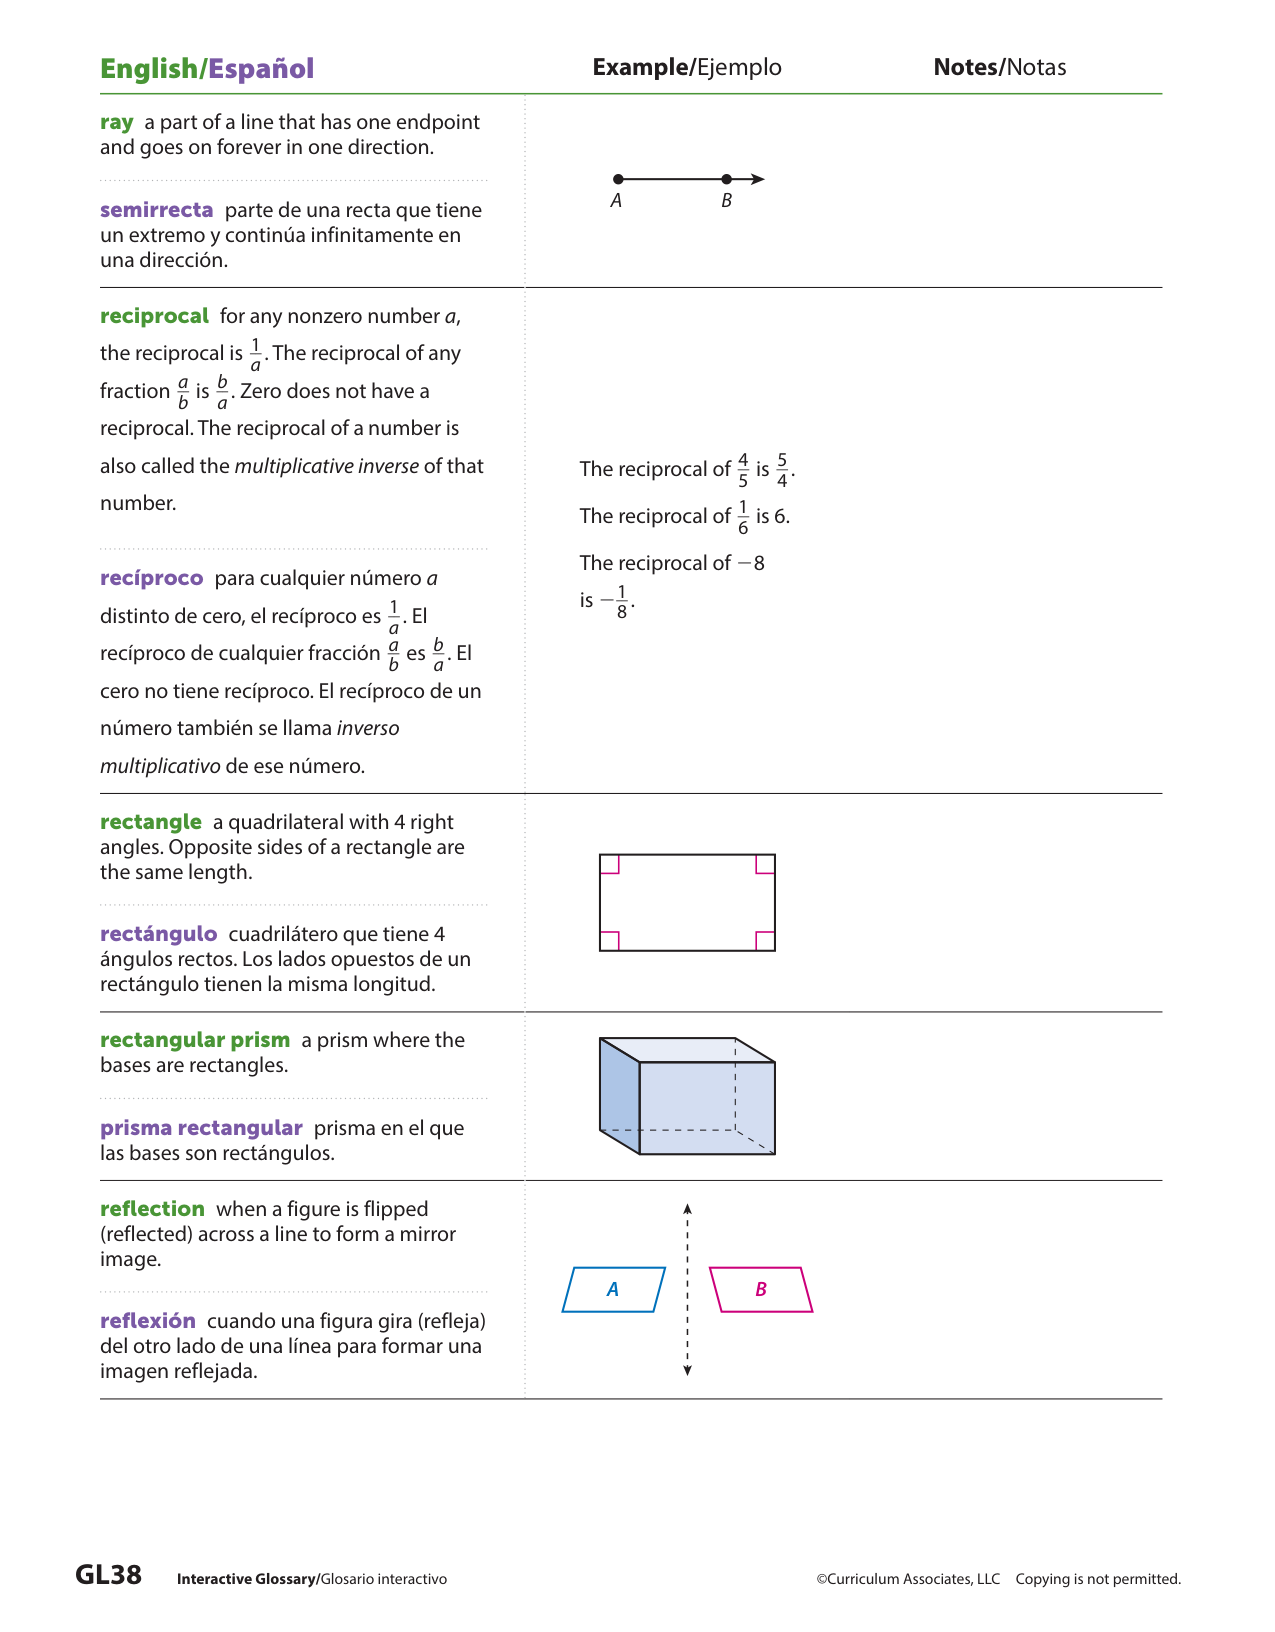 English/Español
Example/Ejemplo
Notes/Notas
ray a part of a line that has one endpoint
and goes on forever in one direction.
semirrecta parte de una recta que tiene
un extremo y continúa infinitamente en
una dirección.
A B
reciprocal for any nonzero number a,
the reciprocal is 1/a. The reciprocal of any
fraction a/b is b/a. Zero does not have a
reciprocal. The reciprocal of a number is
also called the multiplicative inverse of that
number.
recíproco para cualquier número a
distinto de cero, el recíproco es 1/a. El
recíproco de cualquier fracción a/b es b/a. El
cero no tiene recíproco. El recíproco de un
número también se llama inverso
multiplicativo de ese número.
The reciprocal of 4/5 is 5/4.
The reciprocal of 1/6 is 6.
The reciprocal of −8
is −1/8.
rectangle a quadrilateral with 4 right
angles. Opposite sides of a rectangle are
the same length.
rectángulo cuadrilátero que tiene 4
ángulos rectos. Los lados opuestos de un
rectángulo tienen la misma longitud.
rectangular prism a prism where the
bases are rectangles.
prisma rectangular prisma en el que
las bases son rectángulos.
reflection when a figure is flipped
(reflected) across a line to form a mirror
image.
reflexión cuando una figura gira (refleja)
del otro lado de una línea para formar una
imagen reflejada.
A B
GL38 Interactive Glossary/Glosario interactivo
©Curriculum Associates, LLC Copying is not permitted.